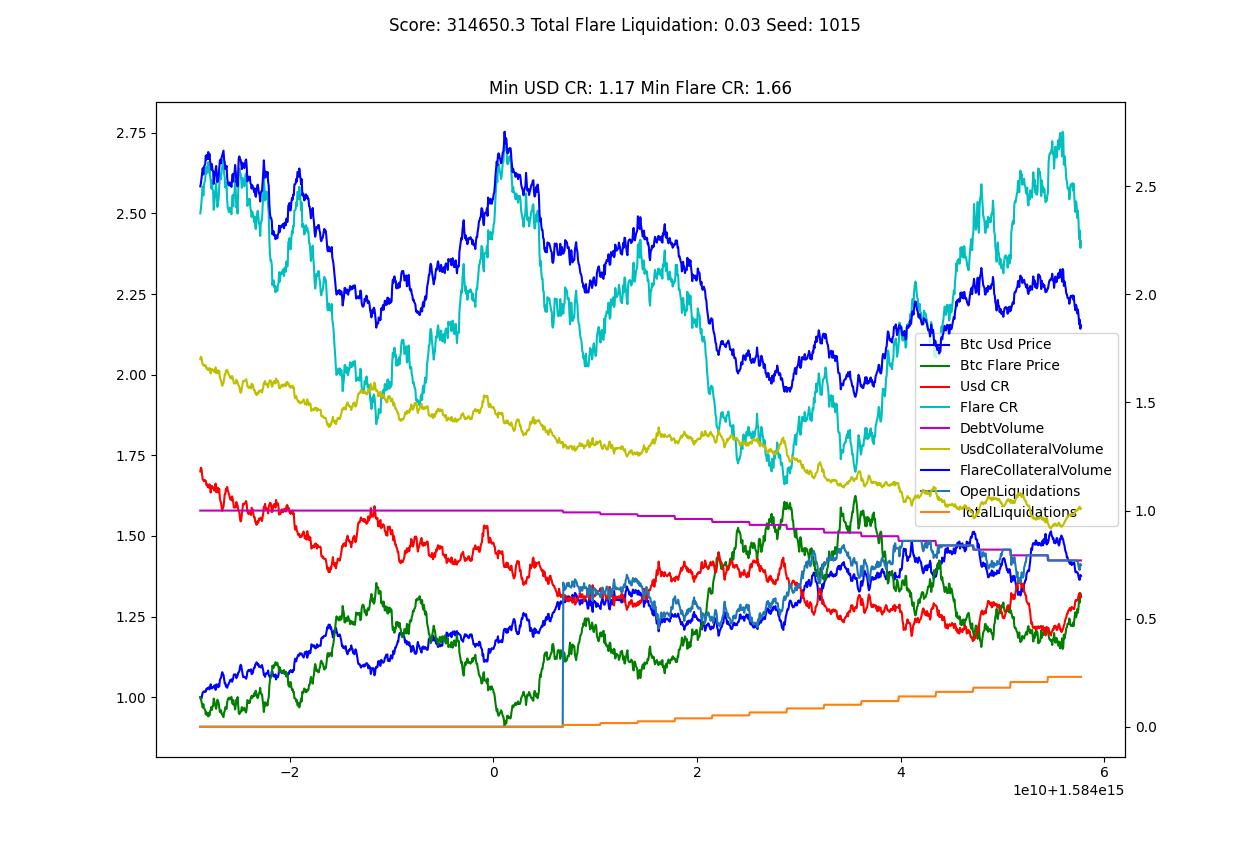 Score: 314650.3 Total Flare Liquidation: 0.03 Seed: 1015
Min USD CR: 1.17 Min Flare CR: 1.66
2.75
2.50
2.25
2.00
1.75
1.50
1.25
1.00
2.5
2.0
1.5
1.0
0.5
0.0
Btc Usd Price
Btc Flare Price
Usd CR
Flare CR
DebtVolume
UsdCollateralVolume
FlareCollateralVolume
OpenLiquidations
TotalLiquidations
−2
0
2
4
6
1e10+1.584e15